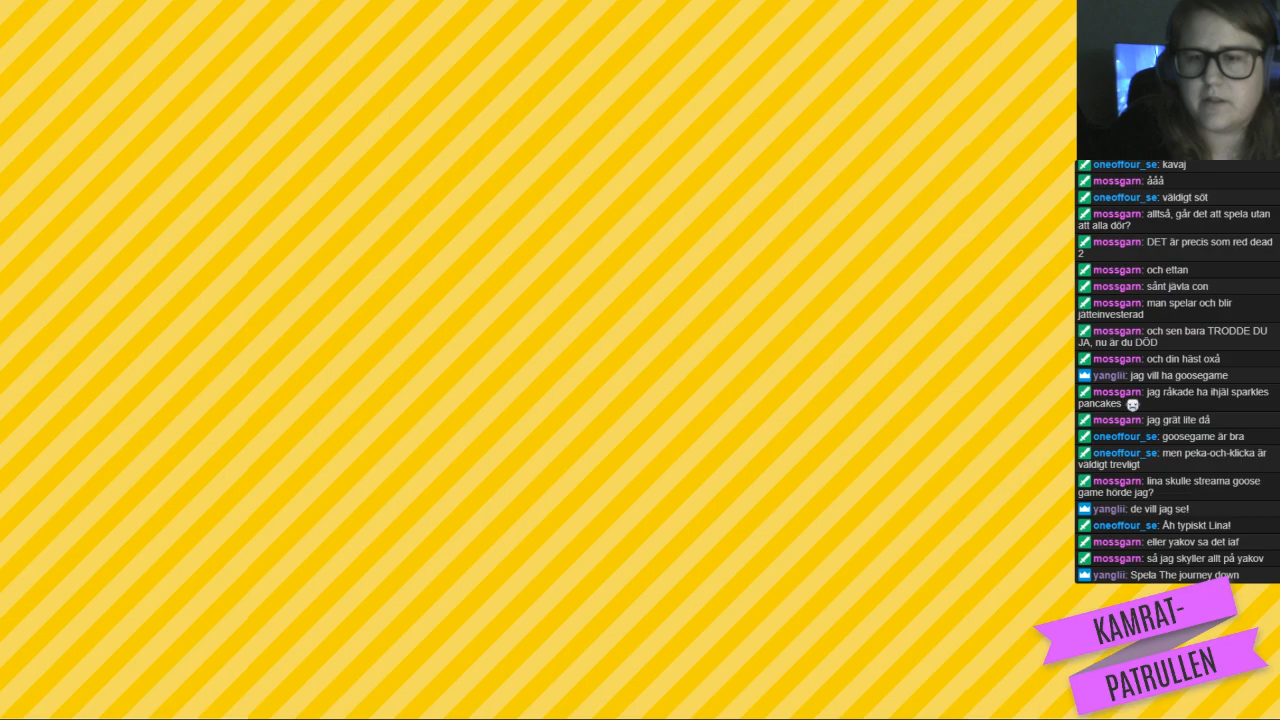 oneoffour_se: kavaj
mossgarn: ååå
oneoffour_se: väldigt söt
mossgarn: alltså, går det att spela utan
att alla dör?
mossgarn: DET är precis som red dead
2
mossgarn: och ettan
mossgarn: sånt jävla con
mossgarn: man spelar och blir
jätteinvesterad
mossgarn: och sen bara TRODDE DU
JA, nu är du DÖD
mossgarn: och din häst oxå
yanglii: jag vill ha goosegame
mossgarn: jag råkade ha ihjäl sparkles
pancakes
mossgarn: jag grät lite då
oneoffour_se: goosegame är bra
oneoffour_se: men peka-och-klicka är
väldigt trevligt
mossgarn: lina skulle streama goose
game hörde jag?
yanglii: de vill jag se!
oneoffour_se: Åh typiskt Lina!
mossgarn: eller yakov sa det iaf
mossgarn: så jag skyller allt på yakov
yanglii: Spela The journey down
KAMRAT-
PATRULLEN